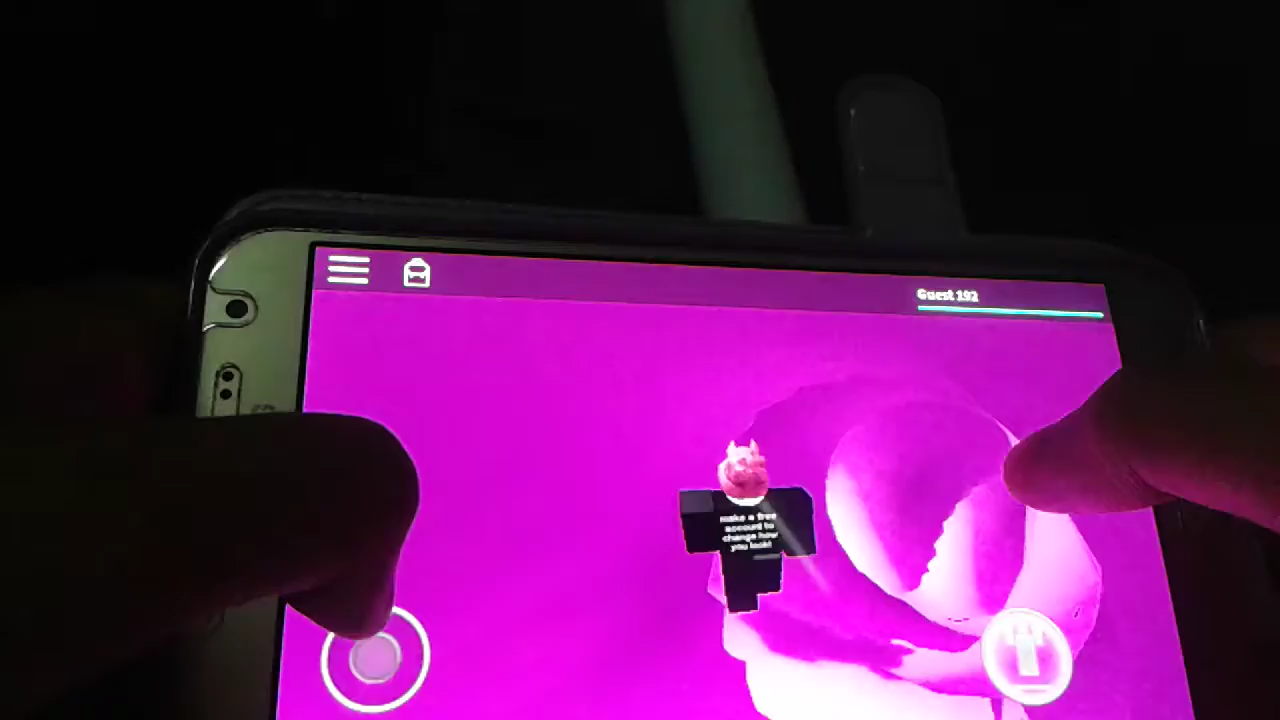 Guest 192
make a free
account to
change how
you look!